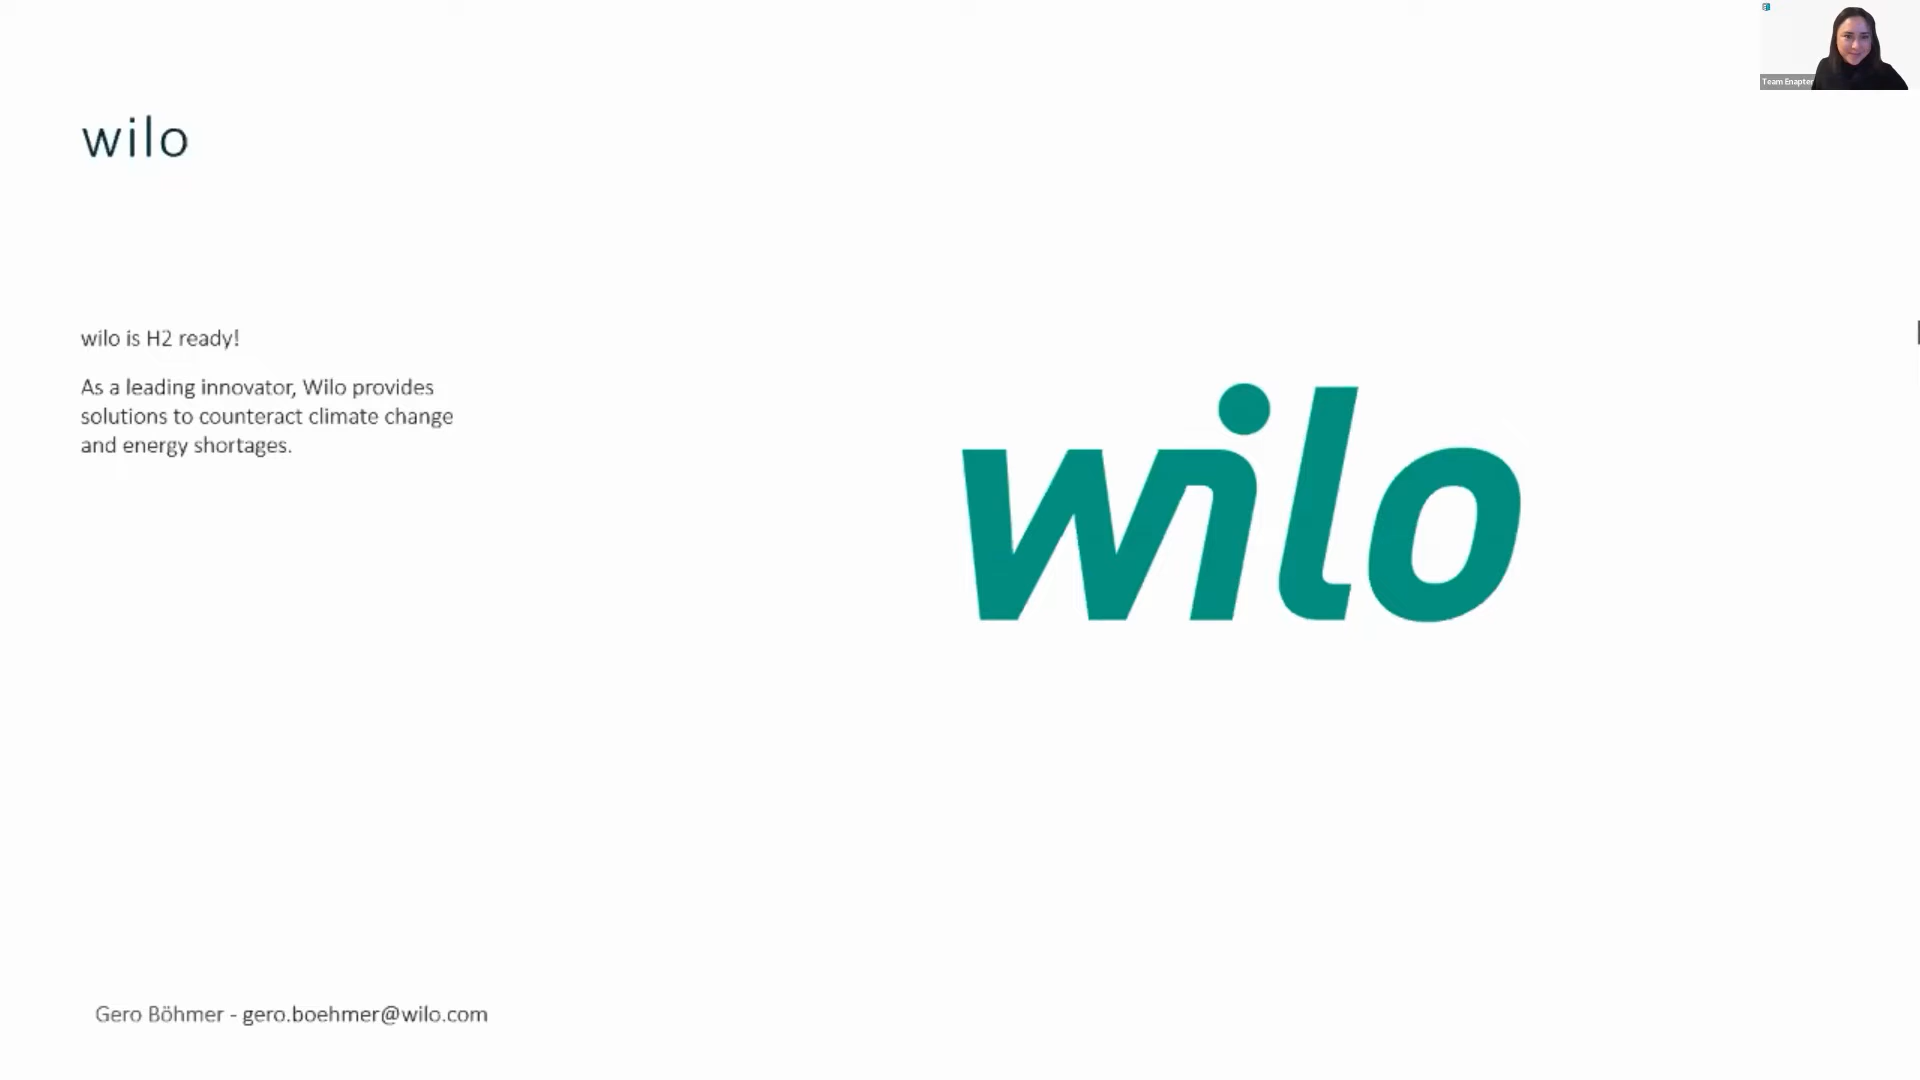 Team Enapter
wilo
wilo is H2 ready!
As a leading innovator, Wilo provides
solutions to counteract climate change
and energy shortages.
wilo
Gero Böhmer - gero.boehmer@wilo.com